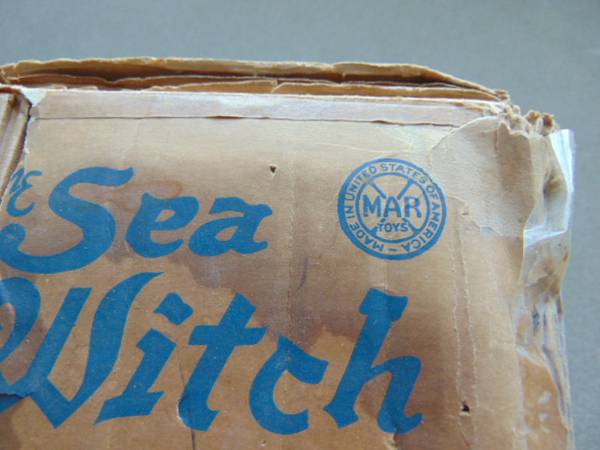 Sea
Witch
MADE IN UNITED STATES OF AMERICA
MAR
TOYS